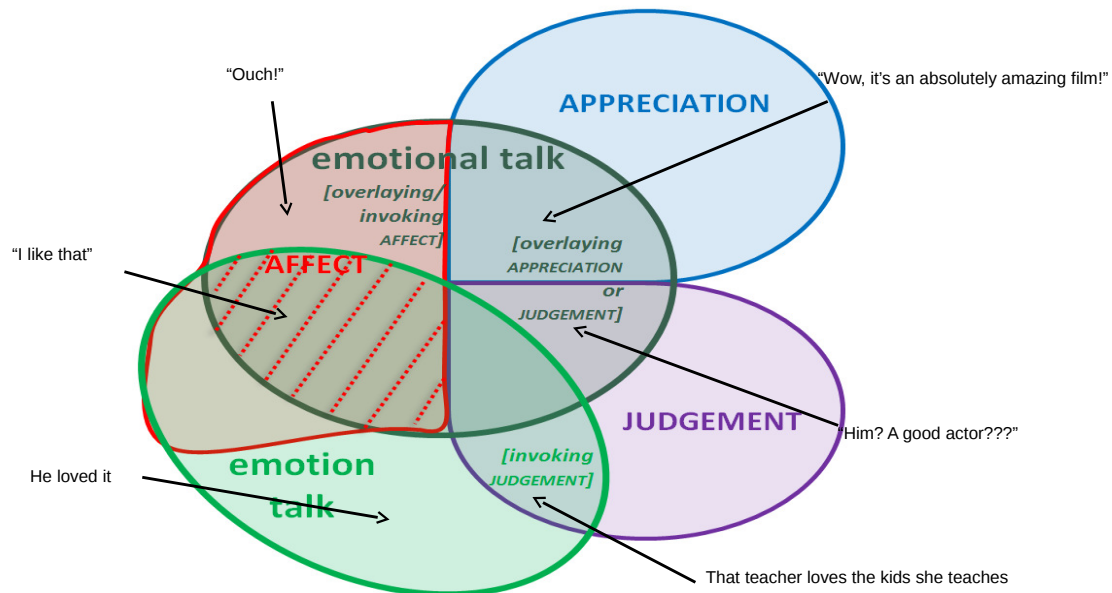 “Ouch!”
“Wow, it’s an absolutely amazing film!”
APPRECIATION
emotional talk
[overlaying/
invoking
AFFECT]
“I like that”
[overlaying
APPRECIATION
or
JUDGEMENT]
AFFECT
JUDGEMENT
“Him? A good actor???”
emotion
talk
[invoking
JUDGEMENT]
He loved it
That teacher loves the kids she teaches